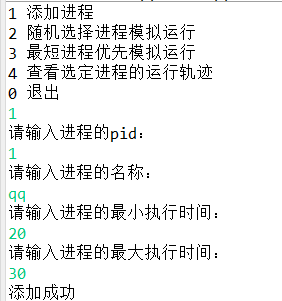 1 添加进程
2 随机选择进程模拟运行
3 最短进程优先模拟运行
4 查看选定进程的运行轨迹
0 退出
1
请输入进程的pid：
1
请输入进程的名称：
qq
请输入进程的最小执行时间：
20
请输入进程的最大执行时间：
30
添加成功